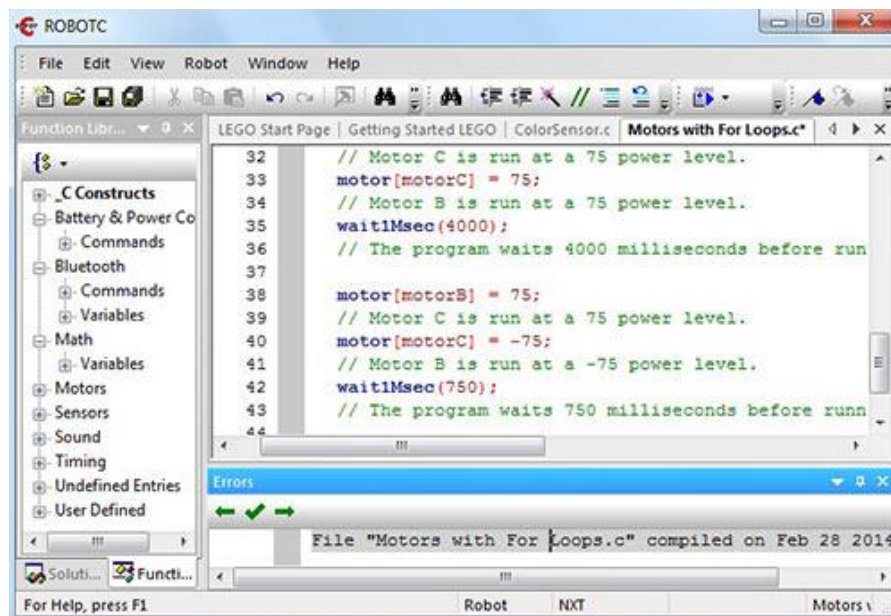 ROBOTC
File Edit View Robot Window Help
Function Libr...
LEGO Start Page | Getting Started LEGO | ColorSensor.c | Motors with For Loops.c*
_C Constructs
Battery & Power Co
Commands
Bluetooth
Commands
Variables
Math
Variables
Motors
Sensors
Sound
Timing
Undefined Entries
User Defined
Soluti... Functi...
32 // Motor C is run at a 75 power level.
33 motor[motorC] = 75;
34 // Motor B is run at a 75 power level.
35 wait1Msec(4000);
36 // The program waits 4000 milliseconds before run
37
38 motor[motorB] = 75;
39 // Motor C is run at a 75 power level.
40 motor[motorC] = -75;
41 // Motor B is run at a -75 power level.
42 wait1Msec(750);
43 // The program waits 750 milliseconds before runn
44
Errors
File "Motors with For Loops.c" compiled on Feb 28 2014
For Help, press F1 Robot NXT Motors